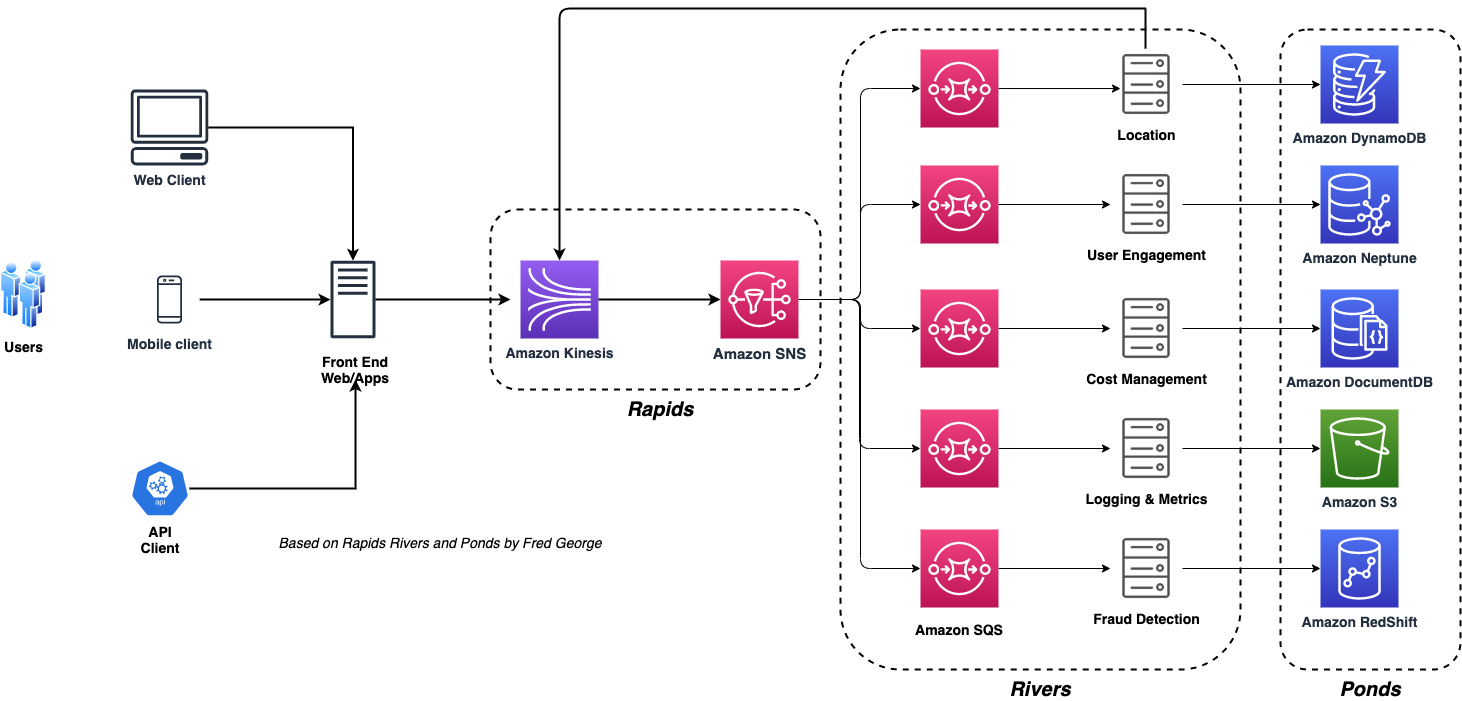 Web Client
Users
Mobile client
Front End
Web/Apps
api
API
Client
Based on Rapids Rivers and Ponds by Fred George
Amazon Kinesis
Amazon SNS
Rapids
Location
User Engagement
Cost Management
Logging & Metrics
Amazon SQS
Fraud Detection
Rivers
Amazon DynamoDB
Amazon Neptune
{}
Amazon DocumentDB
Amazon S3
Amazon RedShift
Ponds